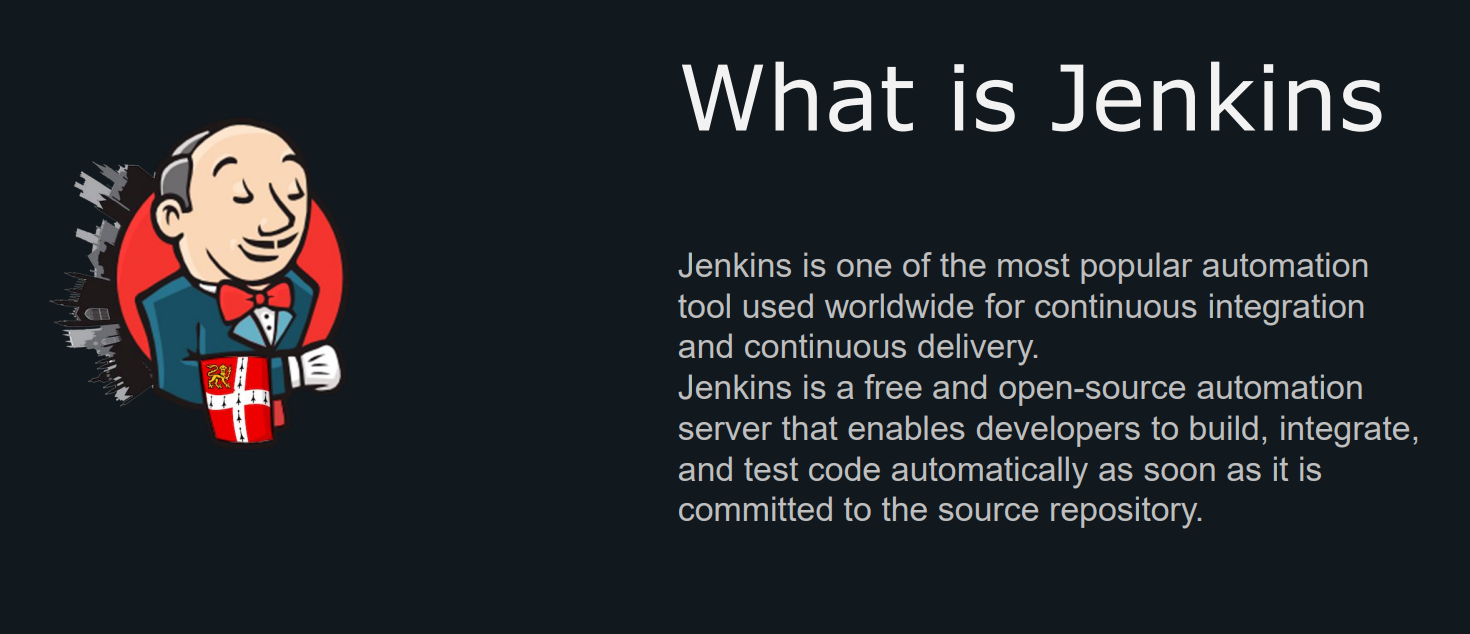 What is Jenkins
Jenkins is one of the most popular automation
tool used worldwide for continuous integration
and continuous delivery.
Jenkins is a free and open-source automation
server that enables developers to build, integrate,
and test code automatically as soon as it is
committed to the source repository.